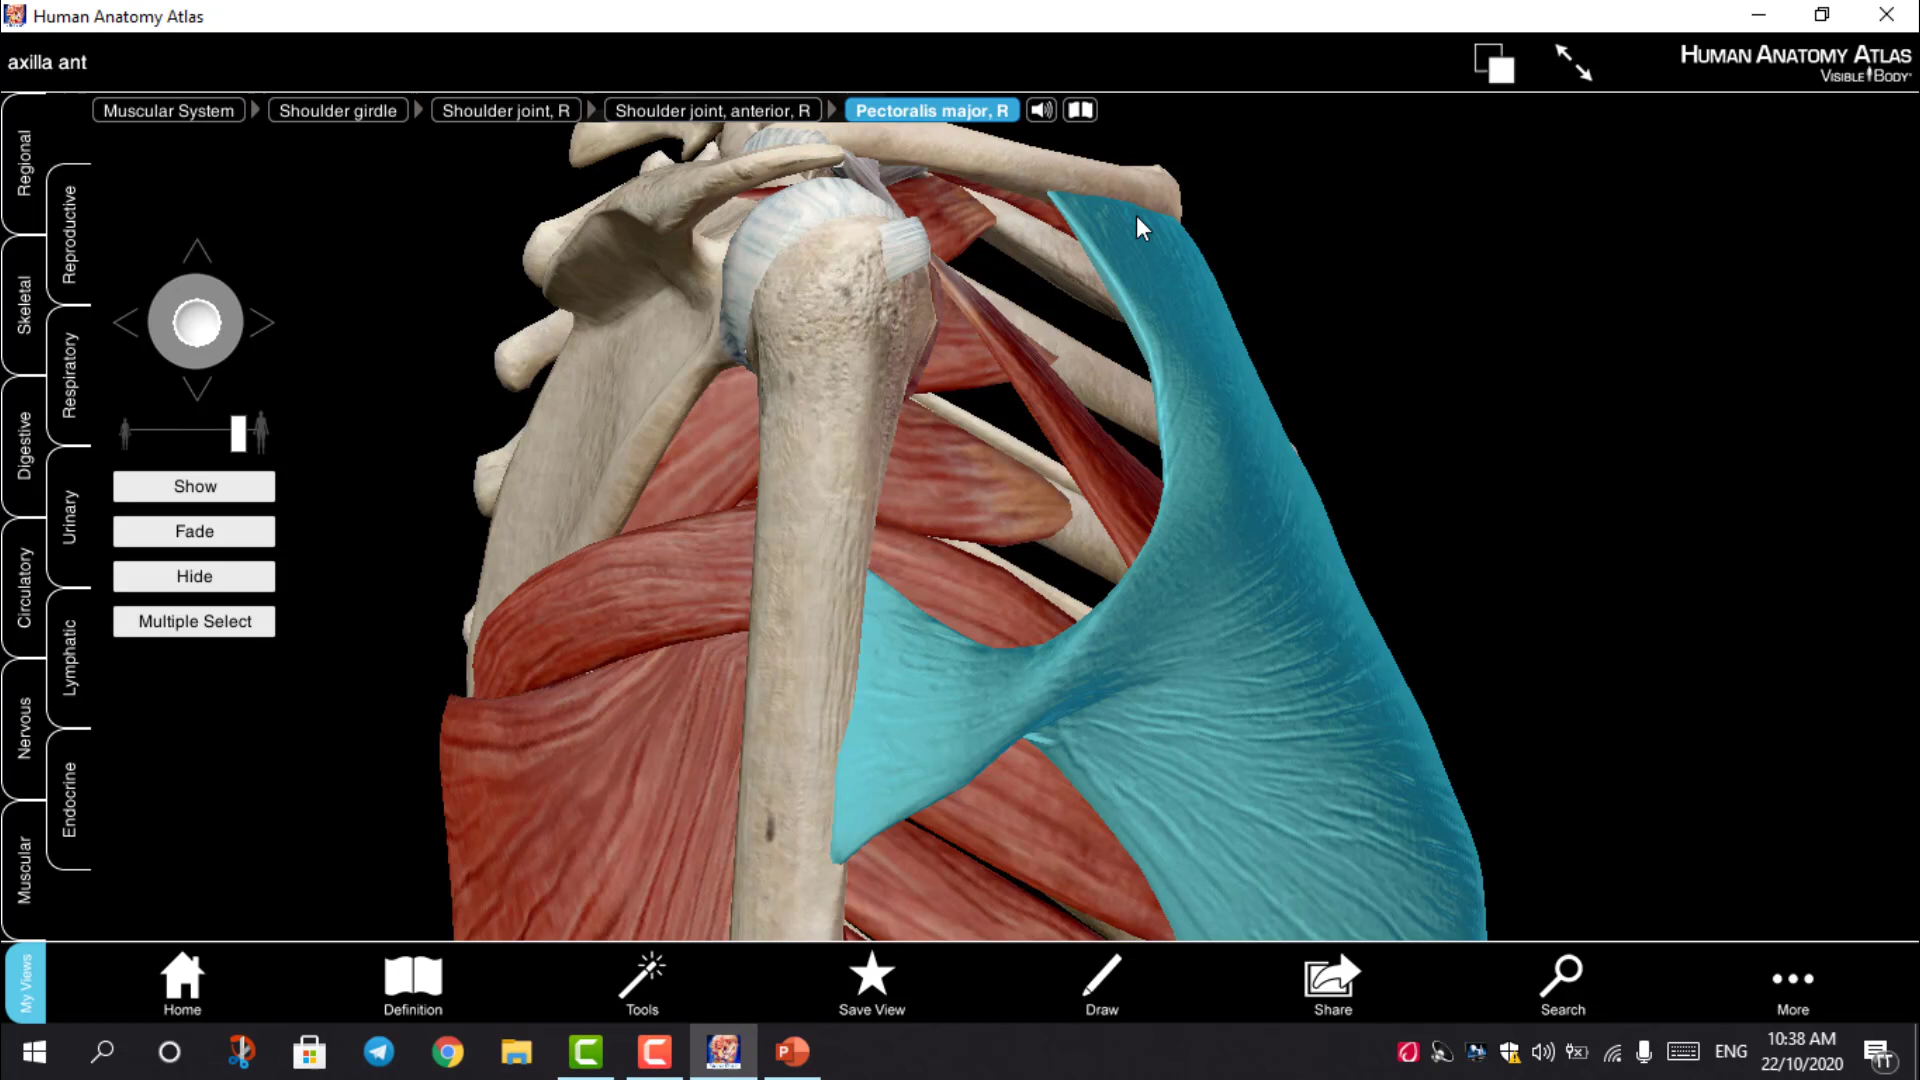 Human Anatomy Atlas
axilla ant
HUMAN ANATOMY ATLAS
VISIBLE BODY
Muscular System
Shoulder girdle
Shoulder joint, R
Shoulder joint, anterior, R
Pectoralis major, R
Regional
Skeletal
Digestive
Circulatory
Nervous
Muscular
Reproductive
Respiratory
Urinary
Lymphatic
Endocrine
Show
Fade
Hide
Multiple Select
My Views
Home
Definition
Tools
Save View
Draw
Share
Search
More
ENG
10:38 AM
22/10/2020